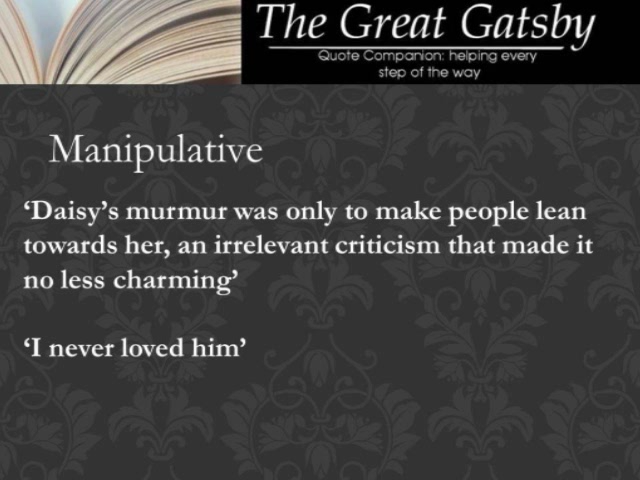 The Great Gatsby
Quote Companion: helping every
step of the way
Manipulative
‘Daisy’s murmur was only to make people lean
towards her, an irrelevant criticism that made it
no less charming’
‘I never loved him’